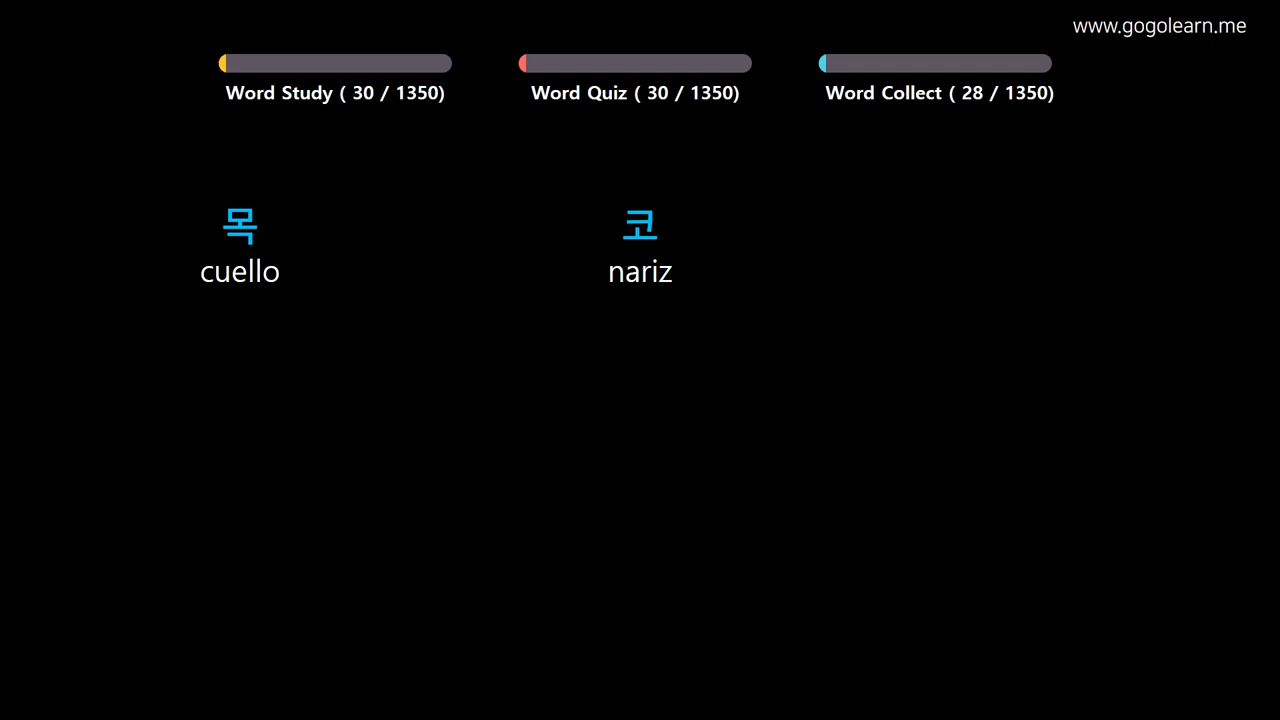 www.gogolearn.me
Word Study ( 30 / 1350)
Word Quiz ( 30 / 1350)
Word Collect ( 28 / 1350)
목
cuello
코
nariz